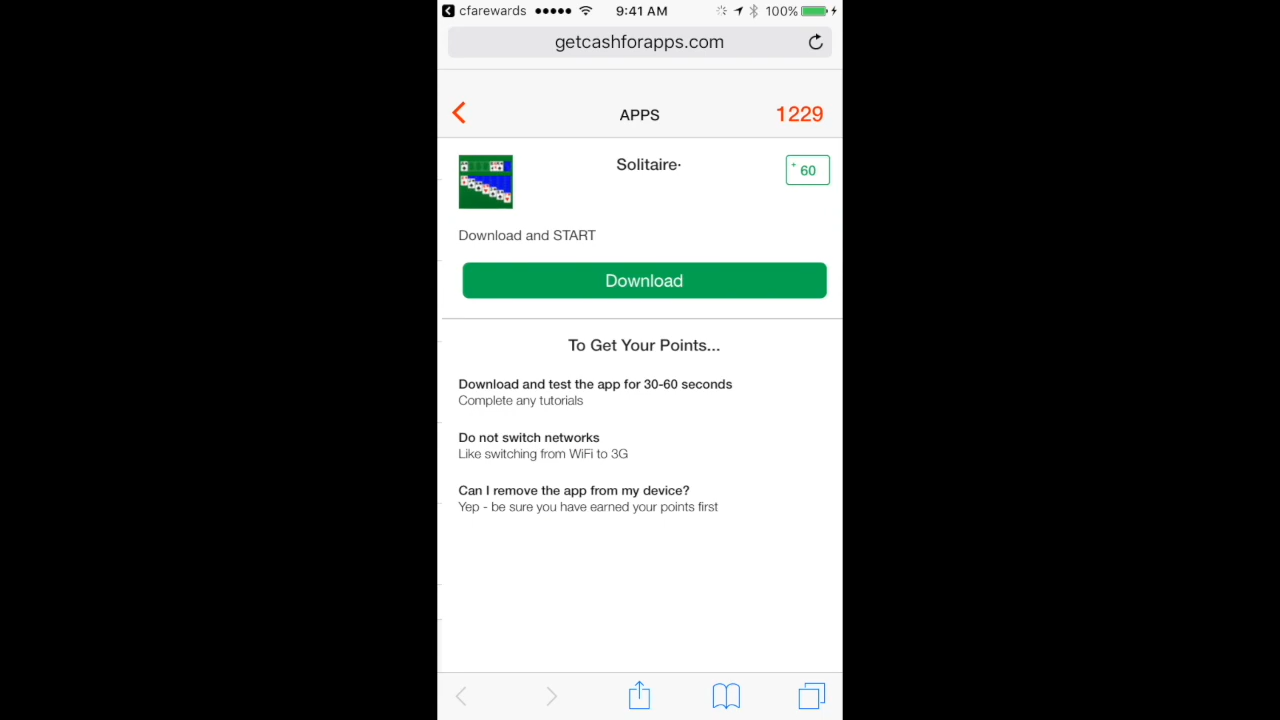 cfarewards 9:41 AM 100%
getcashforapps.com
APPS 1229
Solitaire· + 60
Download and START
Download
To Get Your Points...
Download and test the app for 30-60 seconds
Complete any tutorials
Do not switch networks
Like switching from WiFi to 3G
Can I remove the app from my device?
Yep - be sure you have earned your points first